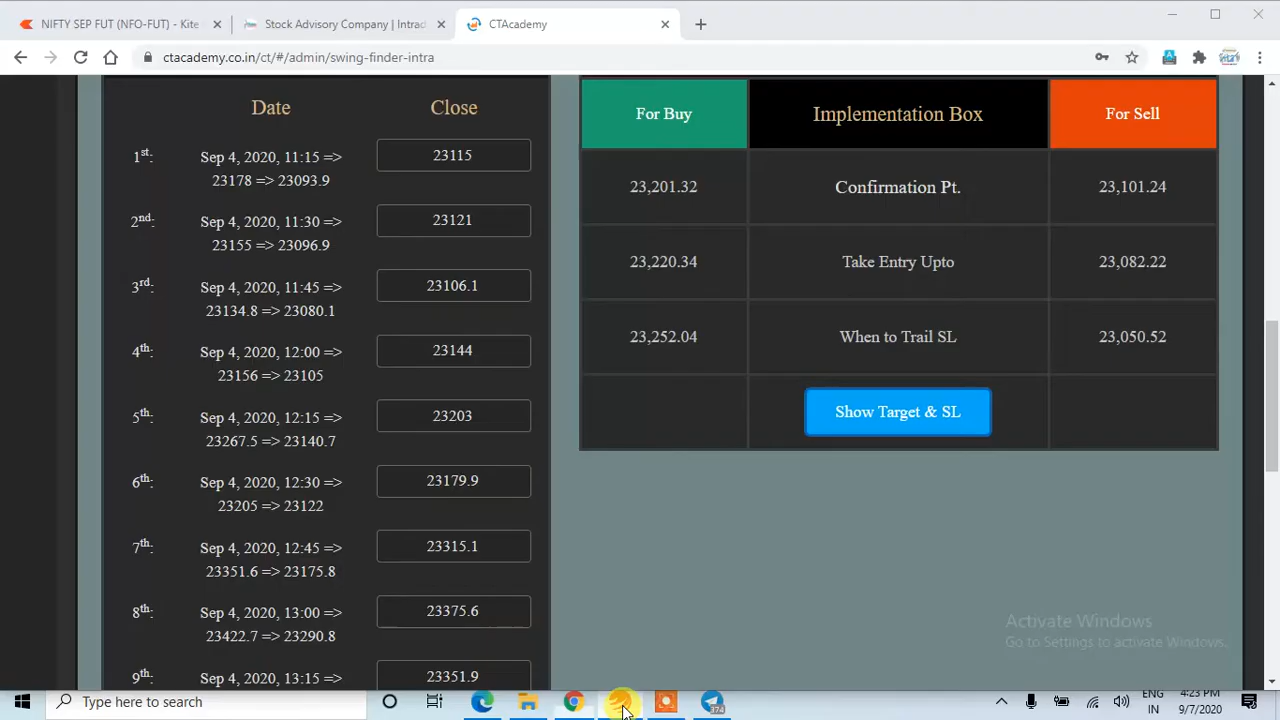 NIFTY SEP FUT (NFO-FUT) - Kite
Stock Advisory Company | Intrad
CTAcademy
ctacademy.co.in/ct/#/admin/swing-finder-intra
Date Close
1st: Sep 4, 2020, 11:15 => 23115
23178 => 23093.9
2nd: Sep 4, 2020, 11:30 => 23121
23155 => 23096.9
3rd: Sep 4, 2020, 11:45 => 23106.1
23134.8 => 23080.1
4th: Sep 4, 2020, 12:00 => 23144
23156 => 23105
5th: Sep 4, 2020, 12:15 => 23203
23267.5 => 23140.7
6th: Sep 4, 2020, 12:30 => 23179.9
23205 => 23122
7th: Sep 4, 2020, 12:45 => 23315.1
23351.6 => 23175.8
8th: Sep 4, 2020, 13:00 => 23375.6
23422.7 => 23290.8
9th: Sep 4, 2020, 13:15 => 23351.9
For Buy Implementation Box For Sell
23,201.32 Confirmation Pt. 23,101.24
23,220.34 Take Entry Upto 23,082.22
23,252.04 When to Trail SL 23,050.52
Show Target & SL
Activate Windows
Go to Settings to activate Windows.
Type here to search
374
ENG
IN
4:23 PM
9/7/2020